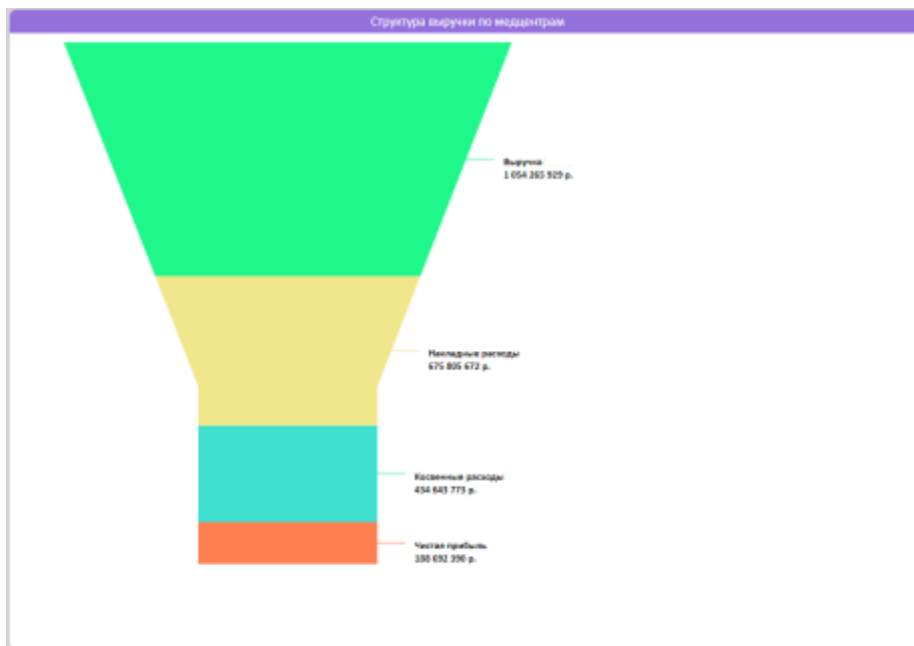 Структура выручки по медцентрам
Выручка
1 054 265 929 р.
Накладные расходы
675 805 672 р.
Косвенные расходы
434 643 773 р.
Чистая прибыль
188 692 390 р.